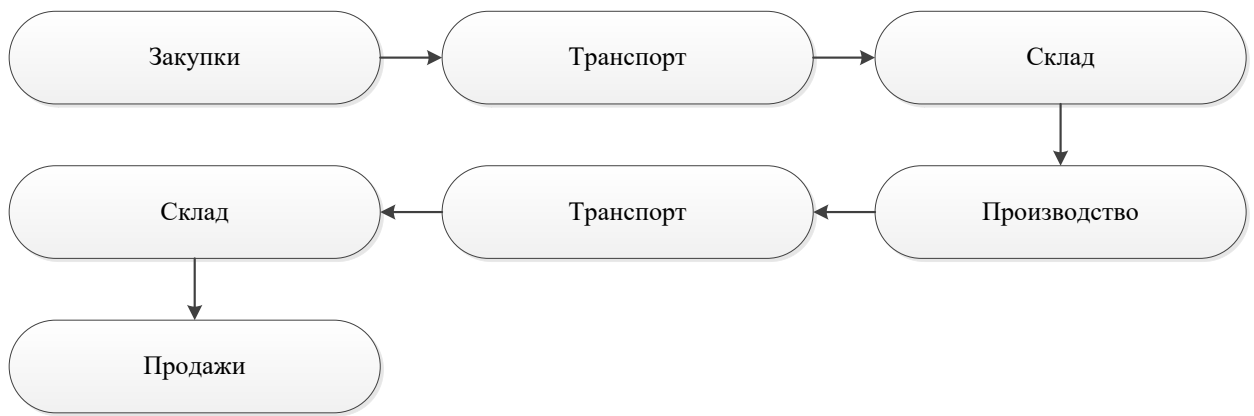 Закупки
Транспорт
Склад
Производство
Транспорт
Склад
Продажи